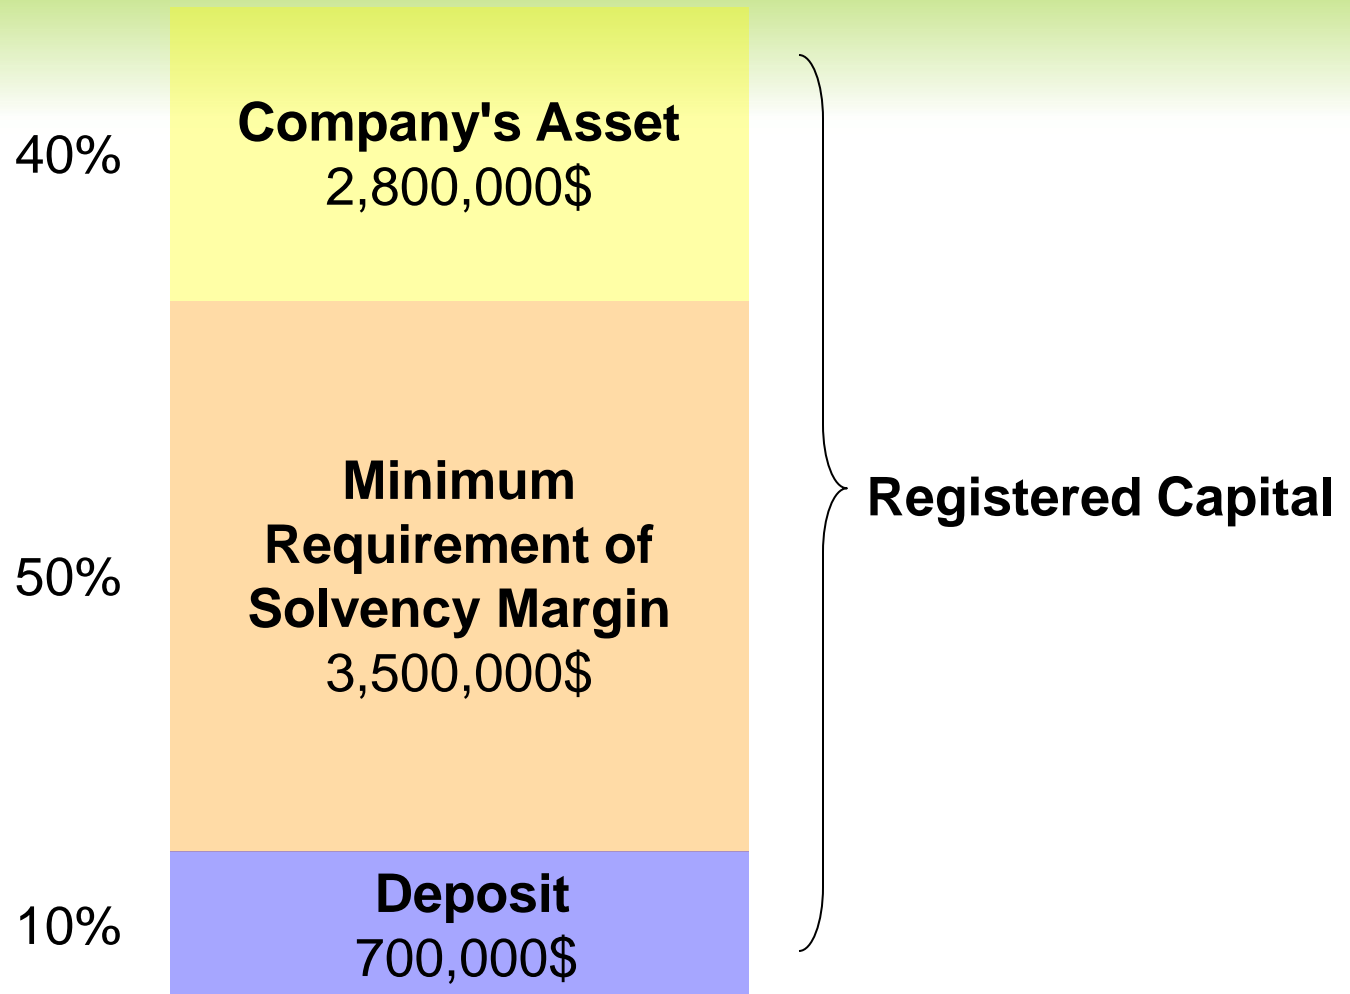 40%
Company's Asset
2,800,000$
50%
Minimum
Requirement of
Solvency Margin
3,500,000$
Registered Capital
10%
Deposit
700,000$